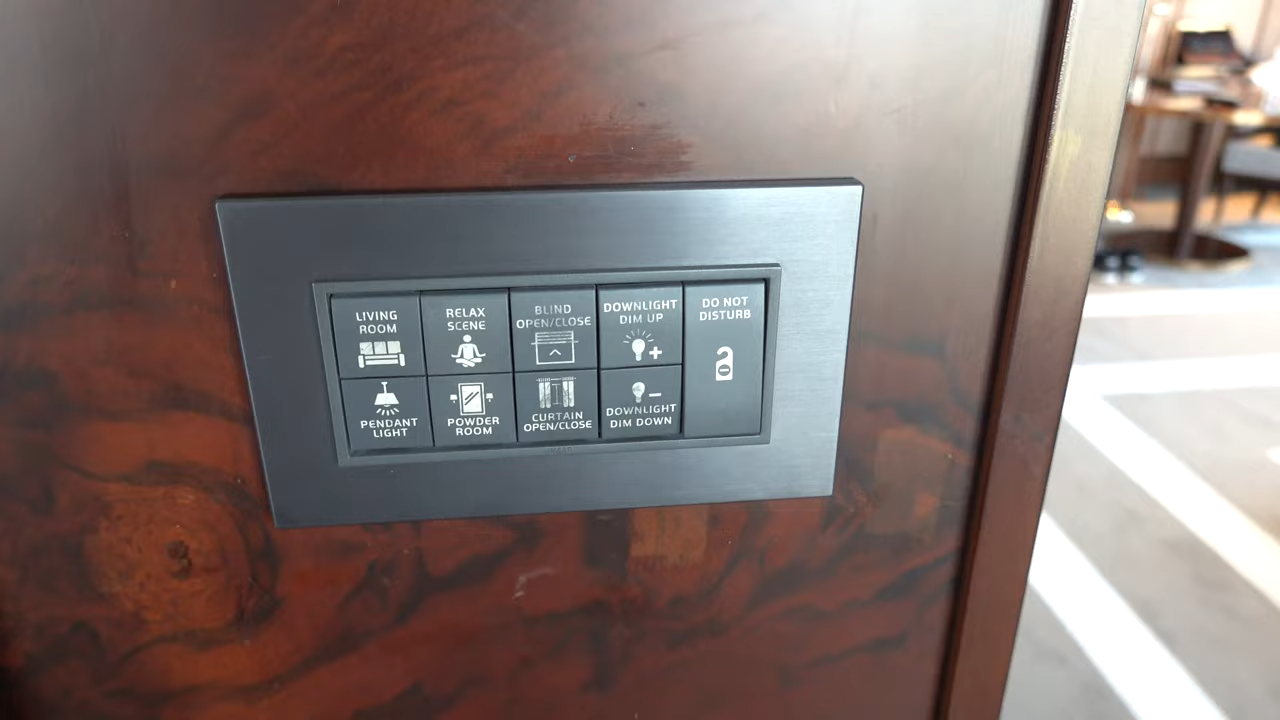 LIVING
ROOM
RELAX
SCENE
BLIND
OPEN/CLOSE
DOWNLIGHT
DIM UP
DO NOT
DISTURB
PENDANT
LIGHT
POWDER
ROOM
CURTAIN
OPEN/CLOSE
DOWNLIGHT
DIM DOWN